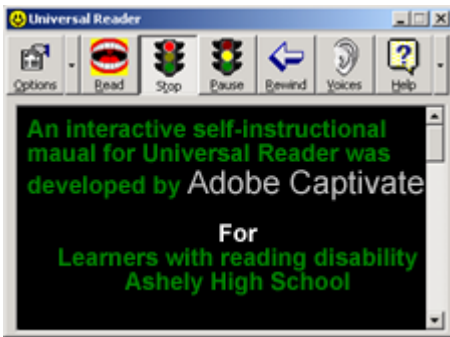 Universal Reader
Options Read Stop Pause Rewind Voices Help
An interactive self-instructional
maual for Universal Reader was
developed by Adobe Captivate
For
Learners with reading disability
Ashely High School